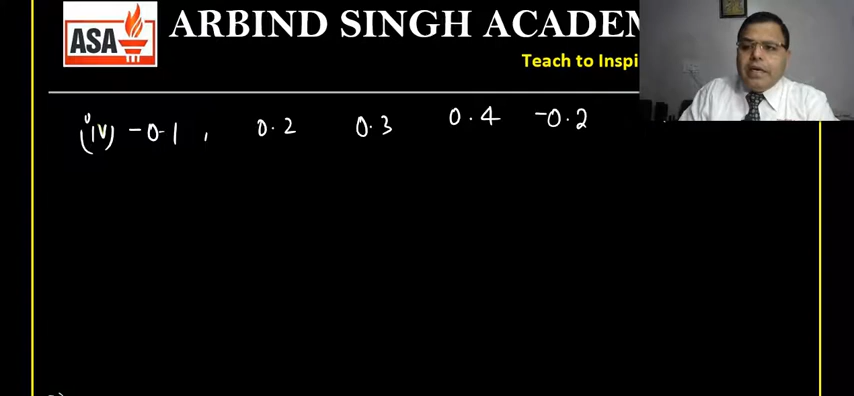 ASA ARBIND SINGH ACADEM
Teach to Inspi
(iv) -0.1, 0.2 0.3 0.4 -0.2